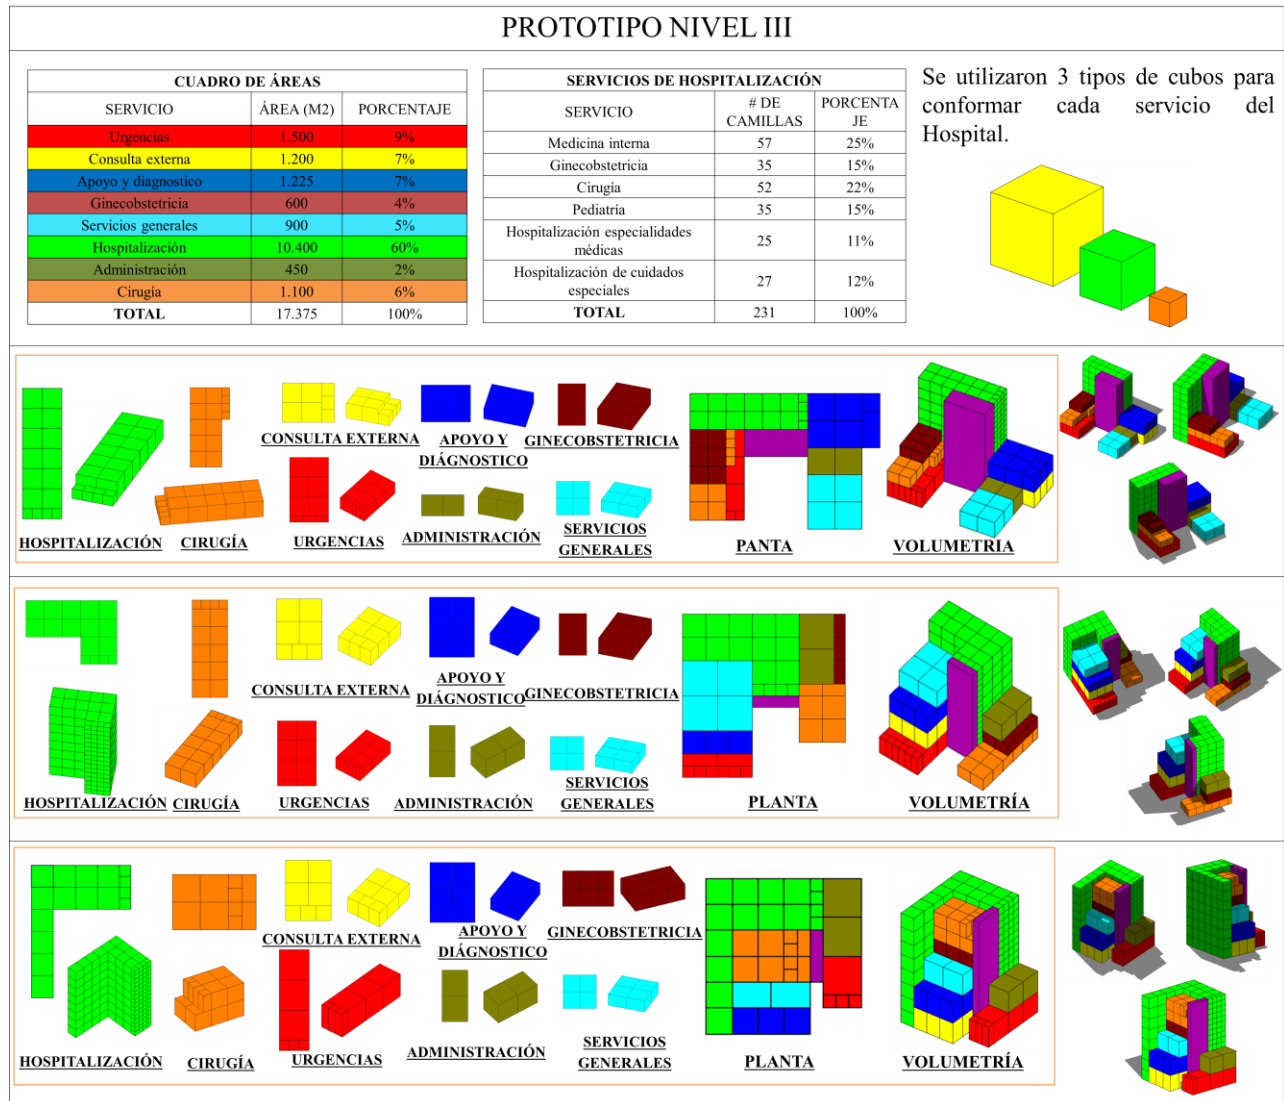 PROTOTIPO NIVEL III
CUADRO DE ÁREAS
SERVICIO ÁREA (M2) PORCENTAJE
Urgencias 1.500 9%
Consulta externa 1.200 7%
Apoyo y diagnostico 1.225 7%
Ginecobstetricia 600 4%
Servicios generales 900 5%
Hospitalización 10.400 60%
Administración 450 2%
Cirugía 1.100 6%
TOTAL 17.375 100%
SERVICIOS DE HOSPITALIZACIÓN
SERVICIO # DE CAMILLAS PORCENTA JE
Medicina interna 57 25%
Ginecobstetricia 35 15%
Cirugía 52 22%
Pediatría 35 15%
Hospitalización especialidades médicas 25 11%
Hospitalización de cuidados especiales 27 12%
TOTAL 231 100%
Se utilizaron 3 tipos de cubos para
conformar cada servicio del
Hospital.
CONSULTA EXTERNA
APOYO Y
DIÁGNOSTICO
GINECOBSTETRICIA
HOSPITALIZACIÓN
CIRUGÍA
URGENCIAS
ADMINISTRACIÓN
SERVICIOS
GENERALES
PANTA
VOLUMETRIA
CONSULTA EXTERNA
APOYO Y
DIÁGNOSTICO
GINECOBSTETRICIA
HOSPITALIZACIÓN
CIRUGÍA
URGENCIAS
ADMINISTRACIÓN
SERVICIOS
GENERALES
PLANTA
VOLUMETRÍA
CONSULTA EXTERNA
APOYO Y
DIÁGNOSTICO
GINECOBSTETRICIA
HOSPITALIZACIÓN
CIRUGÍA
URGENCIAS
ADMINISTRACIÓN
SERVICIOS
GENERALES
PLANTA
VOLUMETRÍA